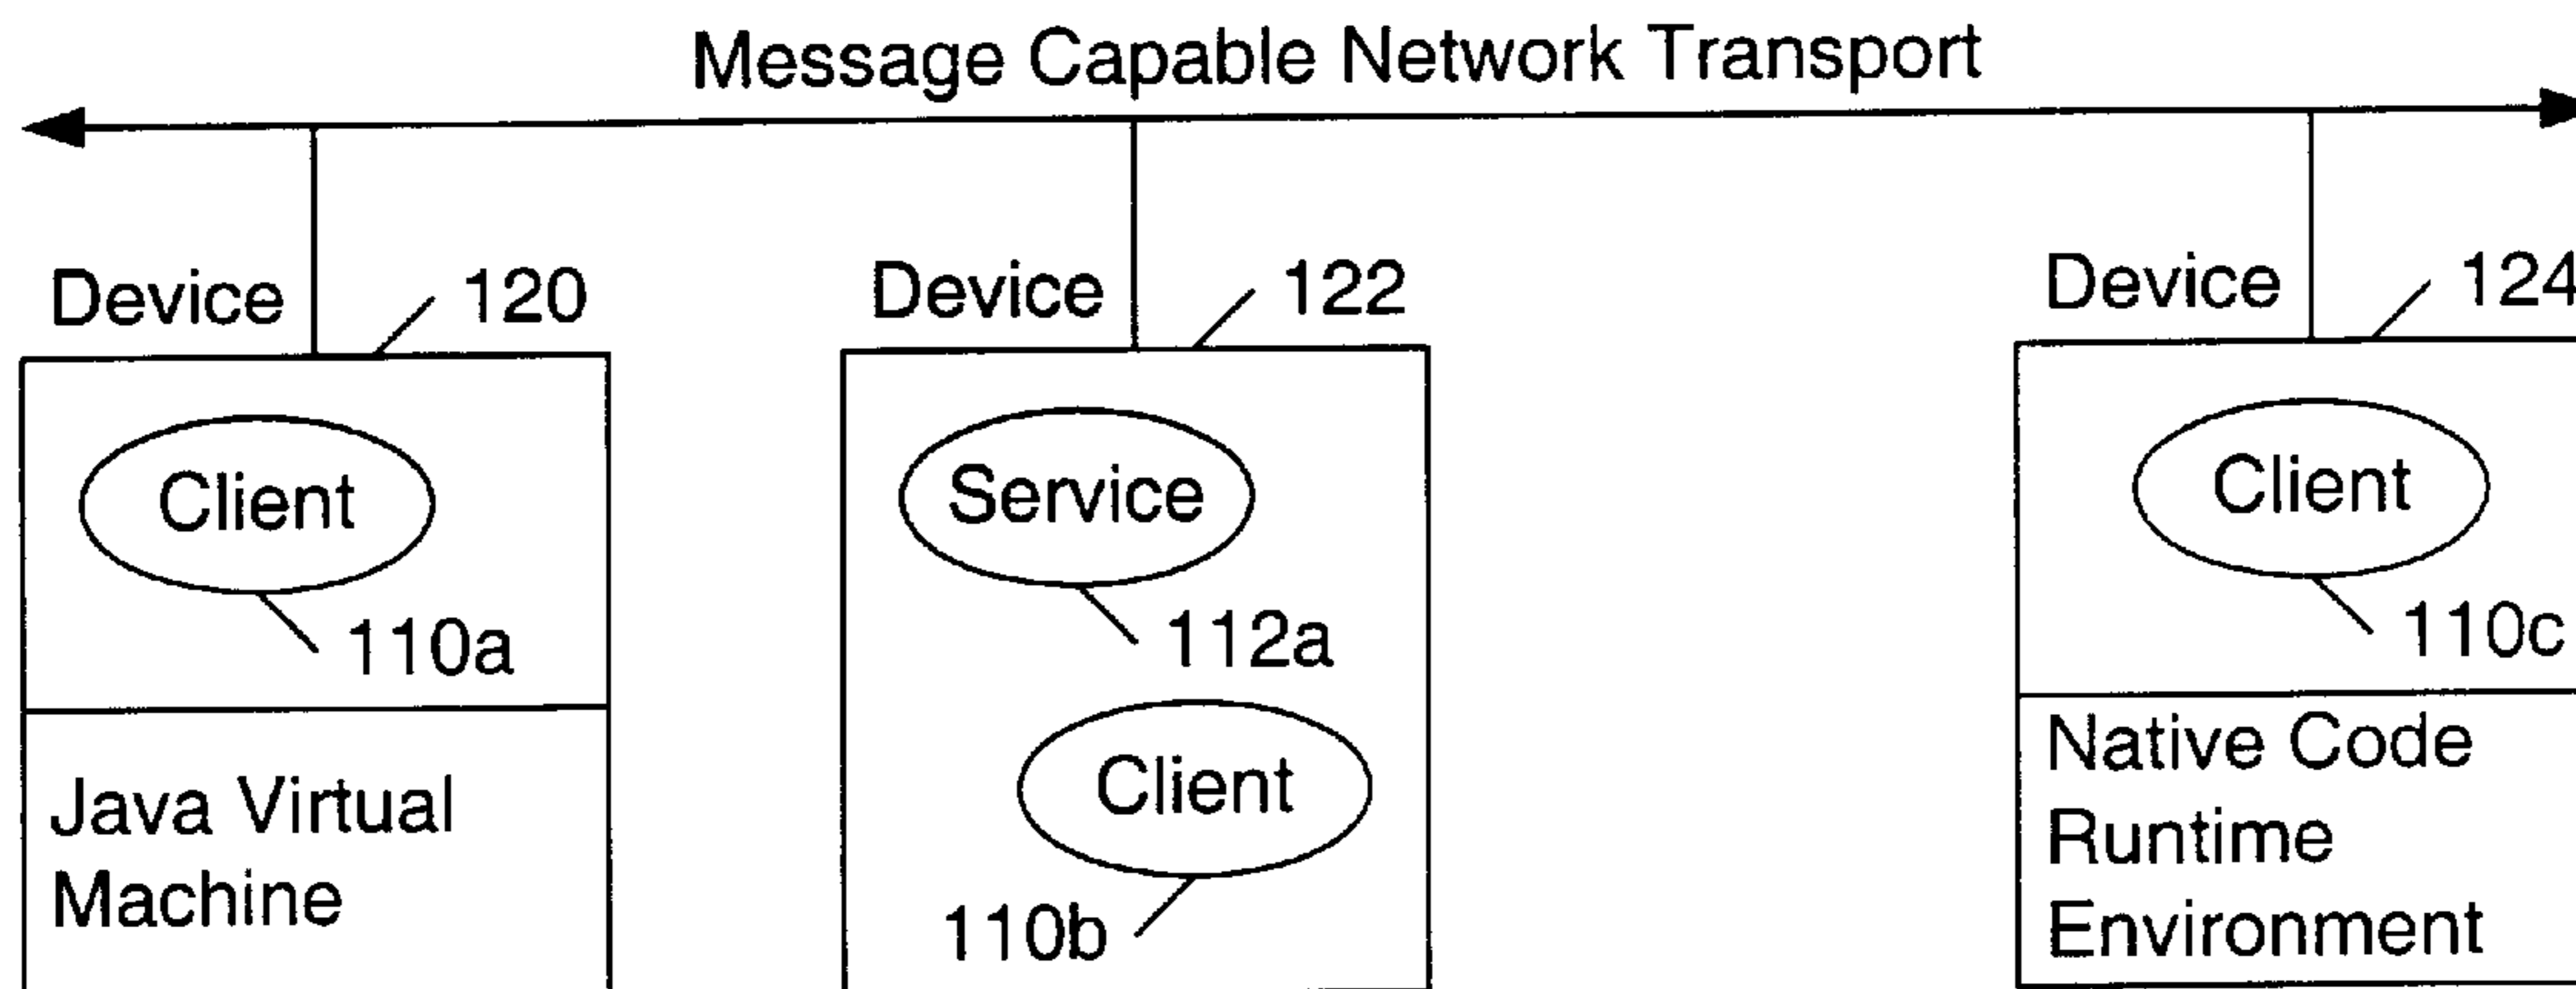 Message Capable Network Transport
Device 120
Device 122
Device 124
Client
110a
Service
112a
Client
110b
Client
110c
Java Virtual
Machine
Native Code
Runtime
Environment